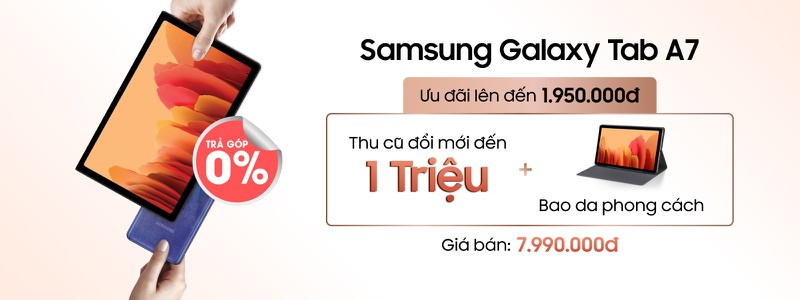 Samsung Galaxy Tab A7
Ưu đãi lên đến 1.950.000đ
TRẢ GÓP
0%
Thu cũ đổi mới đến
1 Triệu
+
Bao da phong cách
Giá bán: 7.990.000đ